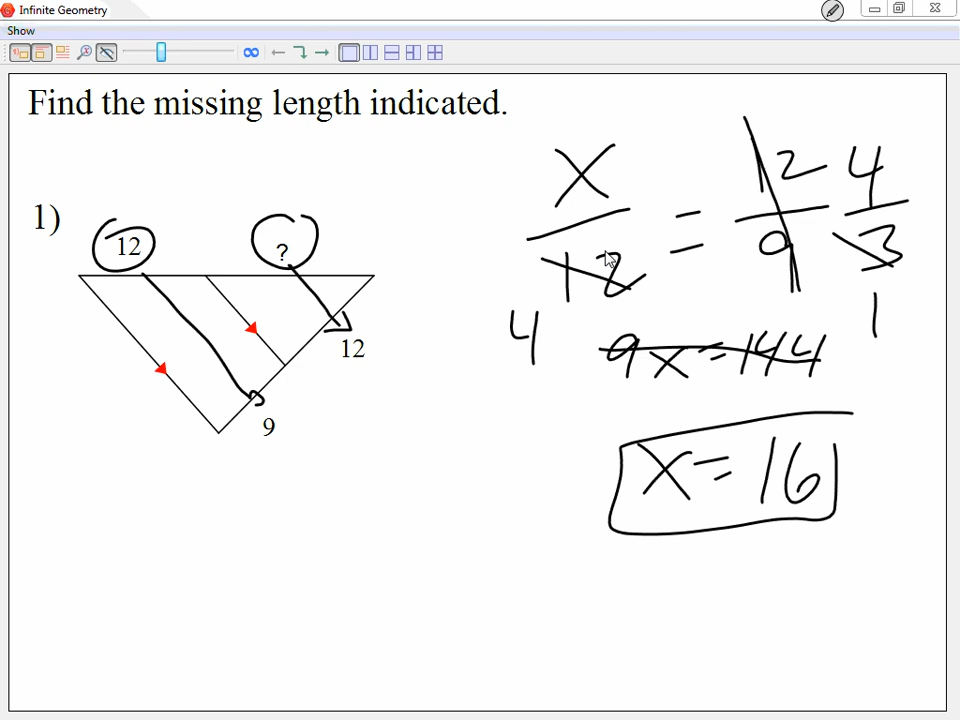 Infinite Geometry
Show
Find the missing length indicated.
1)
12
?
12
9
x/12 = 12/9 4/3
4
1
9x=144
x=16